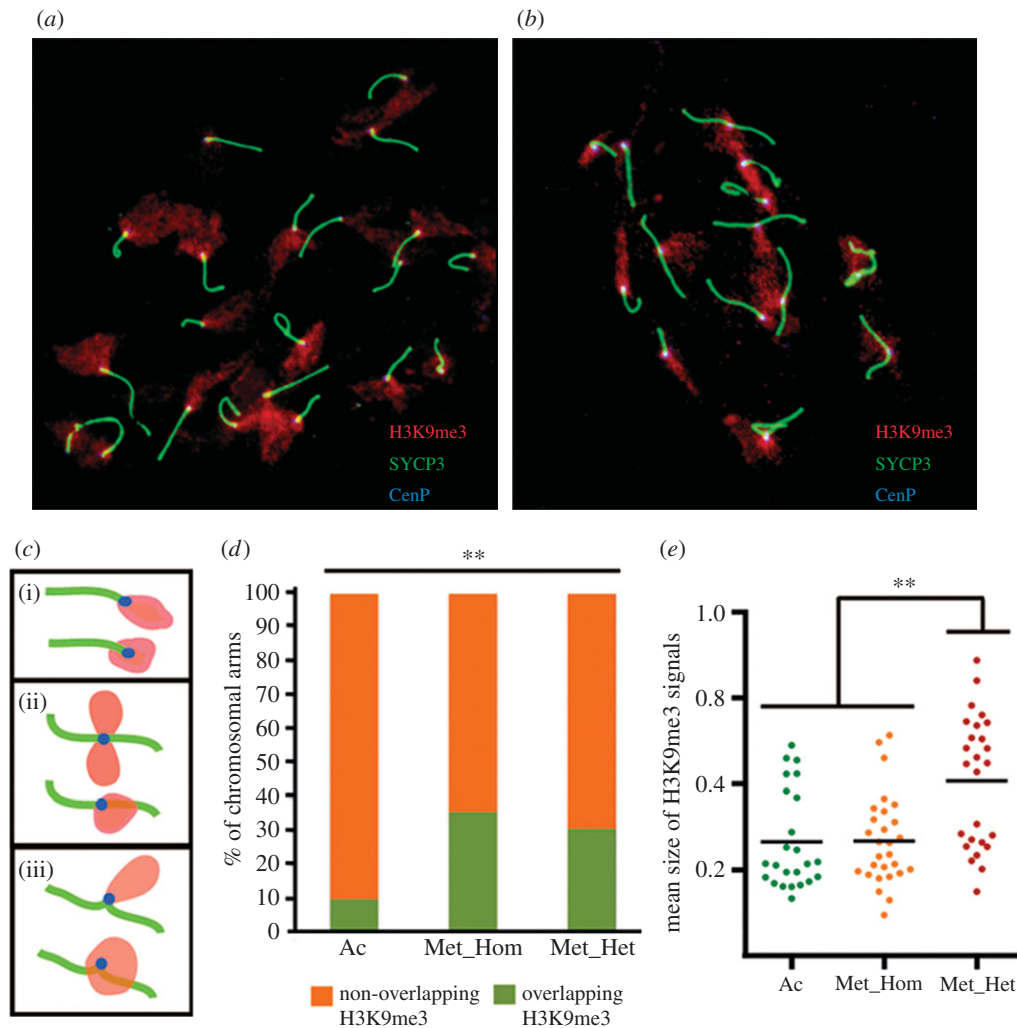 (a)
(b)
H3K9me3
SYCP3
CenP
H3K9me3
SYCP3
CenP
(c)
(i)
(ii)
(iii)
(d)
**
% of chromosomal arms
100
90
80
70
60
50
40
30
20
10
0
Ac
Met_Hom
Met_Het
non-overlapping
H3K9me3
overlapping
H3K9me3
(e)
**
mean size of H3K9me3 signals
1.0
0.8
0.4
0.2
Ac
Met_Hom
Met_Het